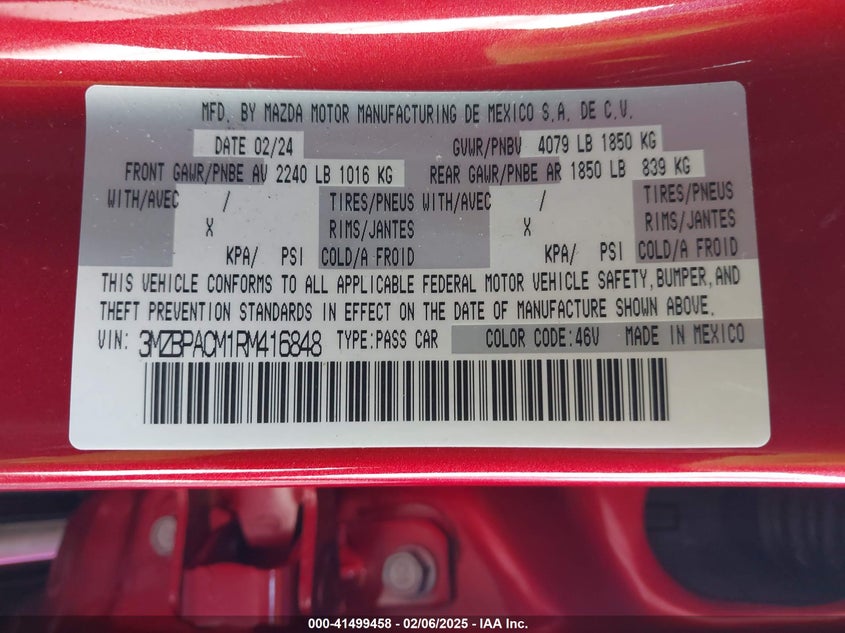 MFD. BY MAZDA MOTOR MANUFACTURING DE MEXICO S.A. DE C.V.
DATE 02/24 GVWR/PNBV 4079 LB 1850 KG
FRONT GAWR/PNBE AV 2240 LB 1016 KG REAR GAWR/PNBE AR 1850 LB 839 KG
WITH/AVEC / TIRES/PNEUS WITH/AVEC / TIRES/PNEUS
X RIMS/JANTES X RIMS/JANTES
KPA/ PSI COLD/A FROID KPA/ PSI COLD/A FROID
THIS VEHICLE CONFORMS TO ALL APPLICABLE FEDERAL MOTOR VEHICLE SAFETY, BUMPER, AND
THEFT PREVENTION STANDARDS IN EFFECT ON THE DATE OF MANUFACTURE SHOWN ABOVE.
VIN: 3MZBPACM1RM416848 TYPE:PASS CAR COLOR CODE:46V MADE IN MEXICO
000-41499458 - 02/06/2025 - IAA Inc.